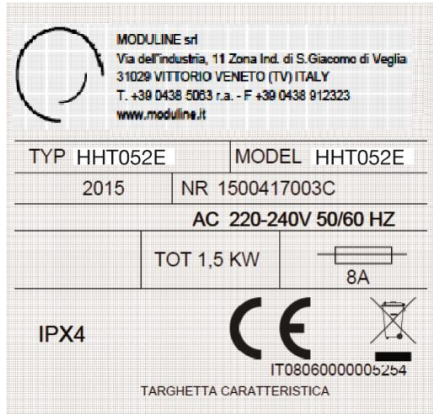 MODULINE srl
Via dell'industria, 11 Zona Ind. di S.Giacomo di Veglia
31029 VITTORIO VENETO (TV) ITALY
T. +39 0438 5063 r.a. - F +39 0438 912323
www.moduline.it
TYP HHT052E MODEL HHT052E
2015 NR 1500417003C
AC 220-240V 50/60 HZ
TOT 1,5 KW
8A
IPX4 CE
IT08060000005254
TARGHETTA CARATTERISTICA